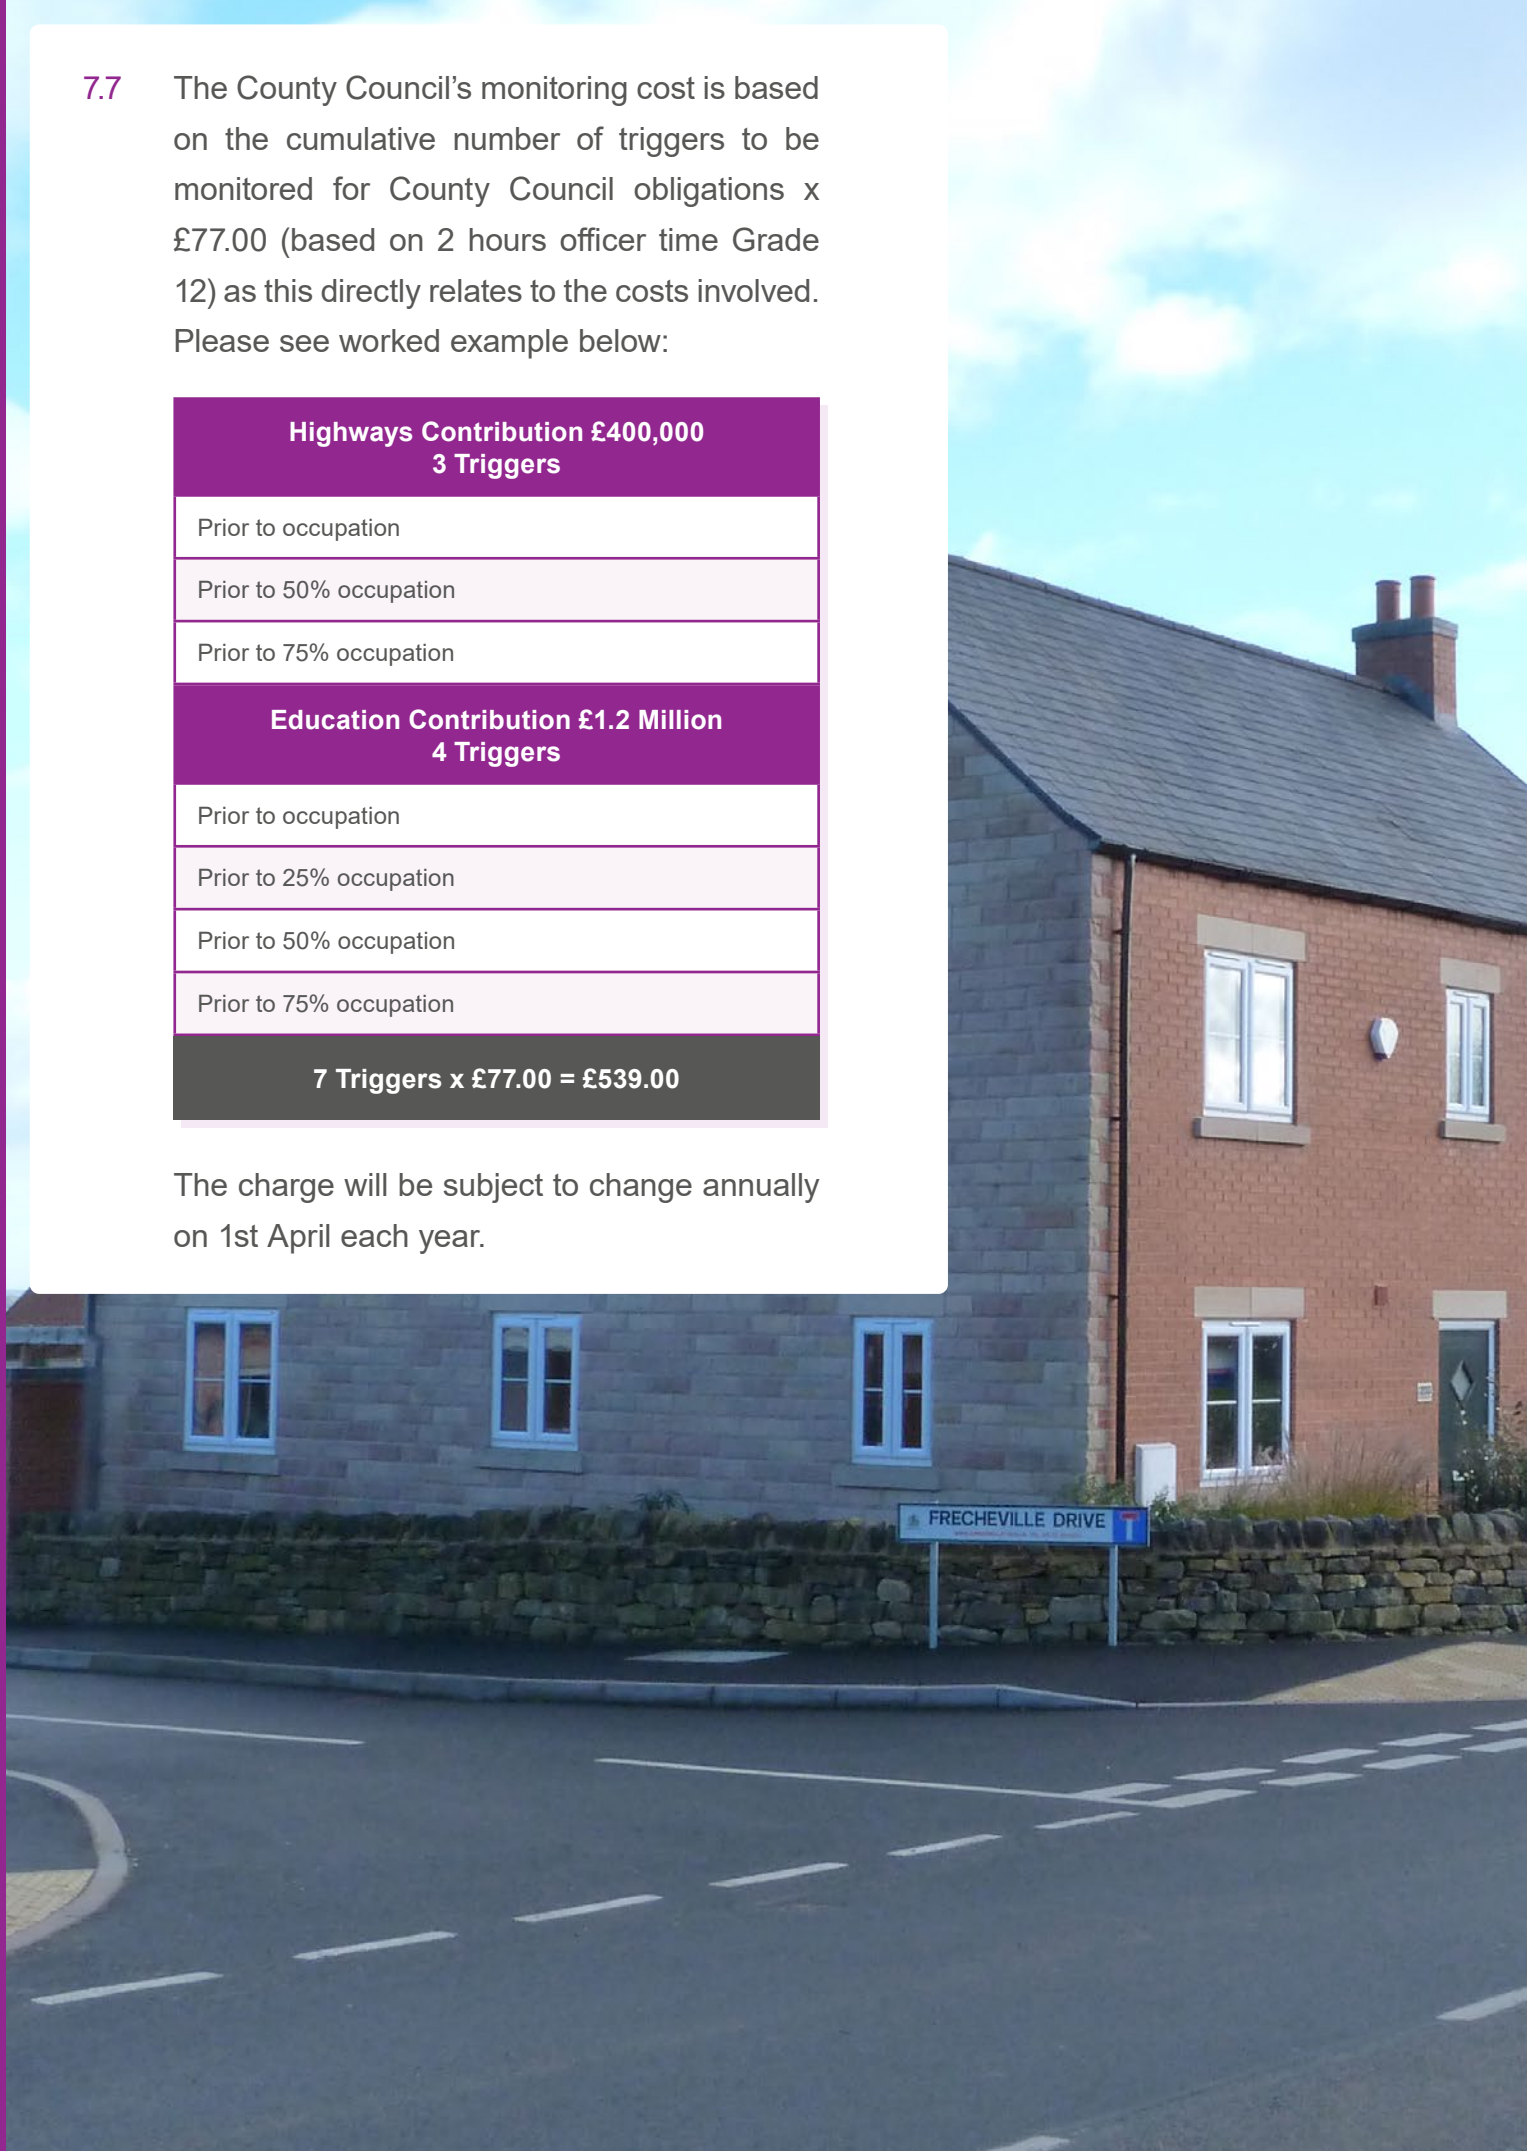 7.7 The County Council’s monitoring cost is based
on the cumulative number of triggers to be
monitored for County Council obligations x
£77.00 (based on 2 hours officer time Grade
12) as this directly relates to the costs involved.
Please see worked example below:
Highways Contribution £400,000
3 Triggers
Prior to occupation
Prior to 50% occupation
Prior to 75% occupation
Education Contribution £1.2 Million
4 Triggers
Prior to occupation
Prior to 25% occupation
Prior to 50% occupation
Prior to 75% occupation
7 Triggers x £77.00 = £539.00
The charge will be subject to change annually
on 1st April each year.
FRECHEVILLE DRIVE